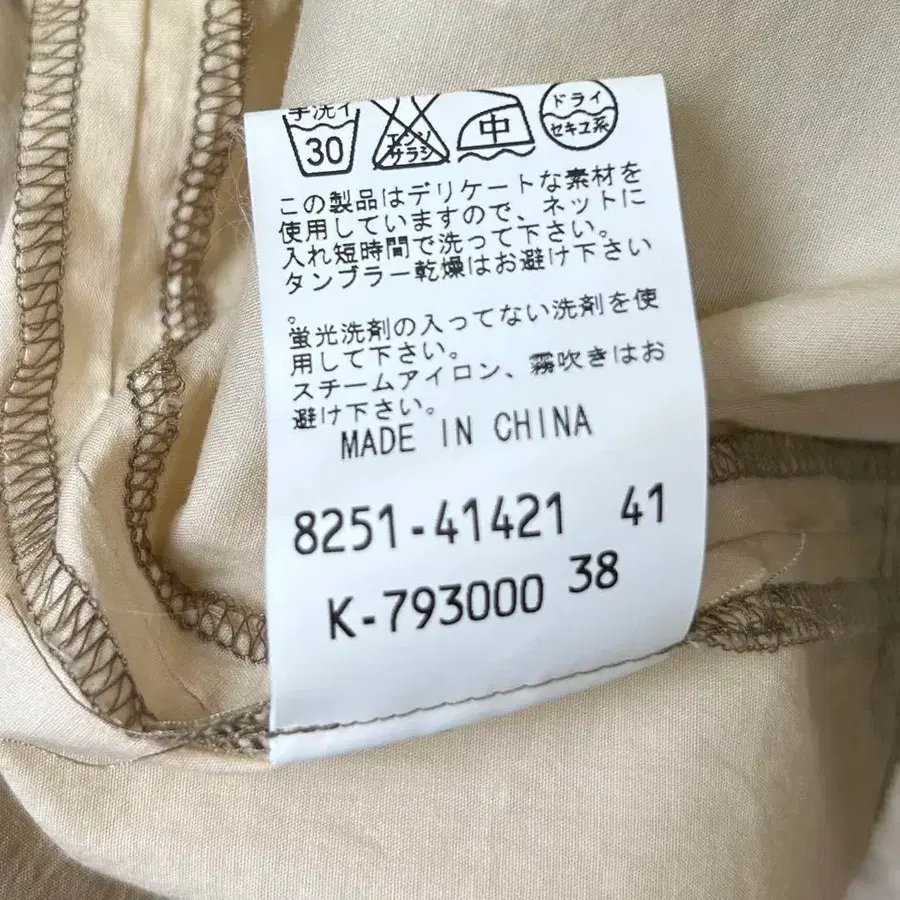 手洗イ
30
エンソ
サラシ
中
ドライ
セキユ系
この製品はデリケートな素材を
使用していますので、ネットに
入れ短時間で洗って下さい。
タンブラー乾燥はお避け下さい
。
蛍光洗剤の入ってない洗剤を使
用して下さい。
スチームアイロン、霧吹きはお
避け下さい。
MADE IN CHINA
8251-41421 41
K-793000 38